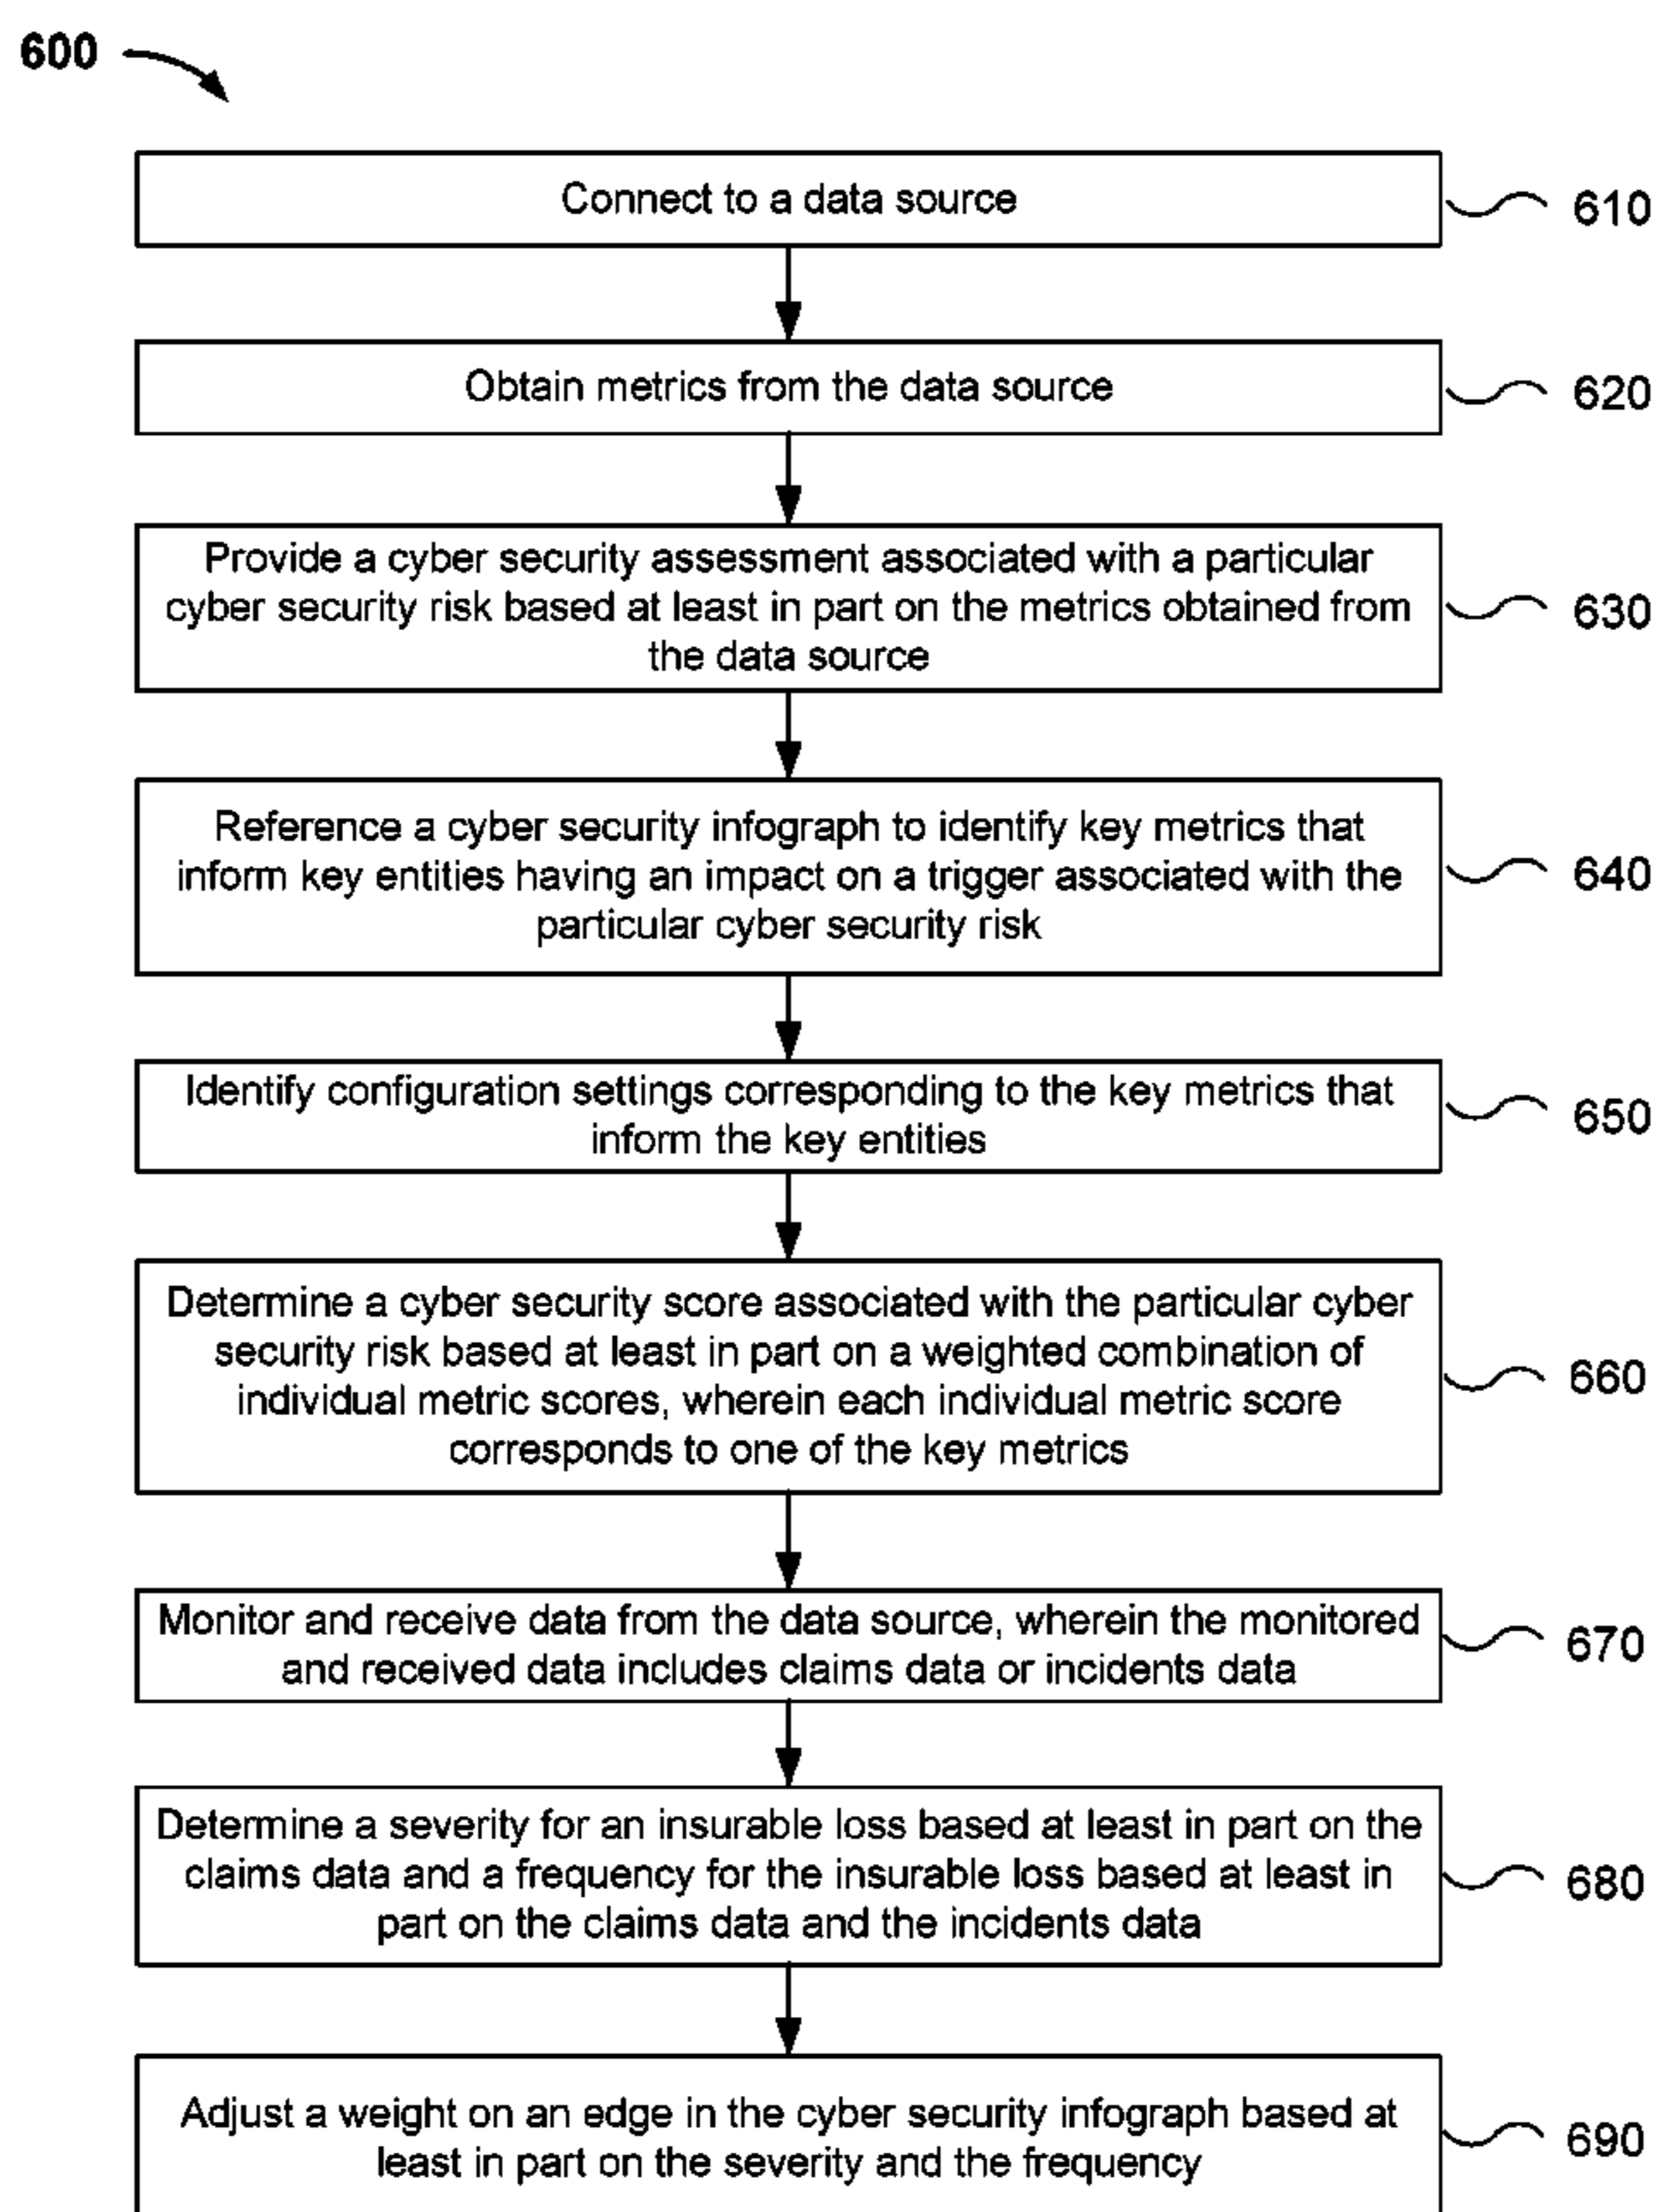 600
Connect to a data source
610
Obtain metrics from the data source
620
Provide a cyber security assessment associated with a particular
cyber security risk based at least in part on the metrics obtained from
the data source
630
Reference a cyber security infograph to identify key metrics that
inform key entities having an impact on a trigger associated with the
particular cyber security risk
640
Identify configuration settings corresponding to the key metrics that
inform the key entities
650
Determine a cyber security score associated with the particular cyber
security risk based at least in part on a weighted combination of
individual metric scores, wherein each individual metric score
corresponds to one of the key metrics
660
Monitor and receive data from the data source, wherein the monitored
and received data includes claims data or incidents data
670
Determine a severity for an insurable loss based at least in part on the
claims data and a frequency for the insurable loss based at least in
part on the claims data and the incidents data
680
Adjust a weight on an edge in the cyber security infograph based at
least in part on the severity and the frequency
690